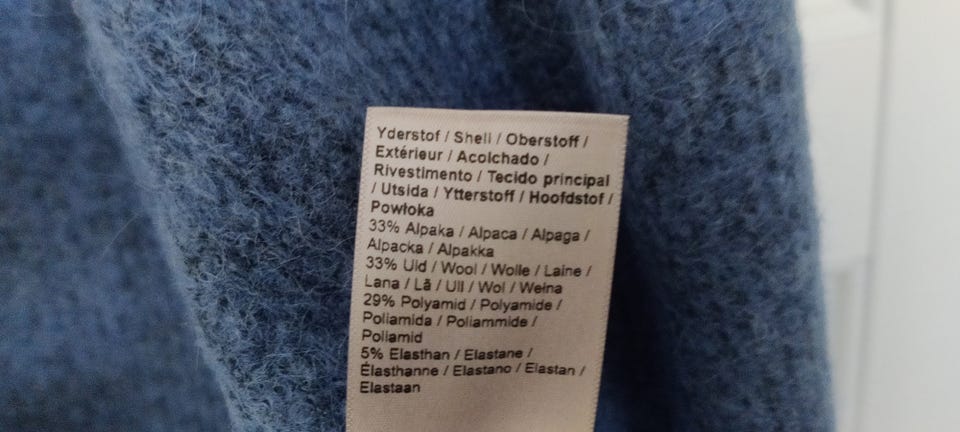 Yderstof / Shell / Oberstoff /
Extérieur / Acolchado /
Rivestimento / Tecido principal
/ Utsida / Ytterstoff / Hoofdstof /
Powłoka
33% Alpaka / Alpaca / Alpaga /
Alpacka / Alpakka
33% Uld / Wool / Wolle / Laine /
Lana / Lã / Ull / Wol / Wełna
29% Polyamid / Polyamide /
Poliamida / Poliammide /
Poliamid
5% Elasthan / Elastane /
Élasthanne / Elastano / Elastan /
Elastaan